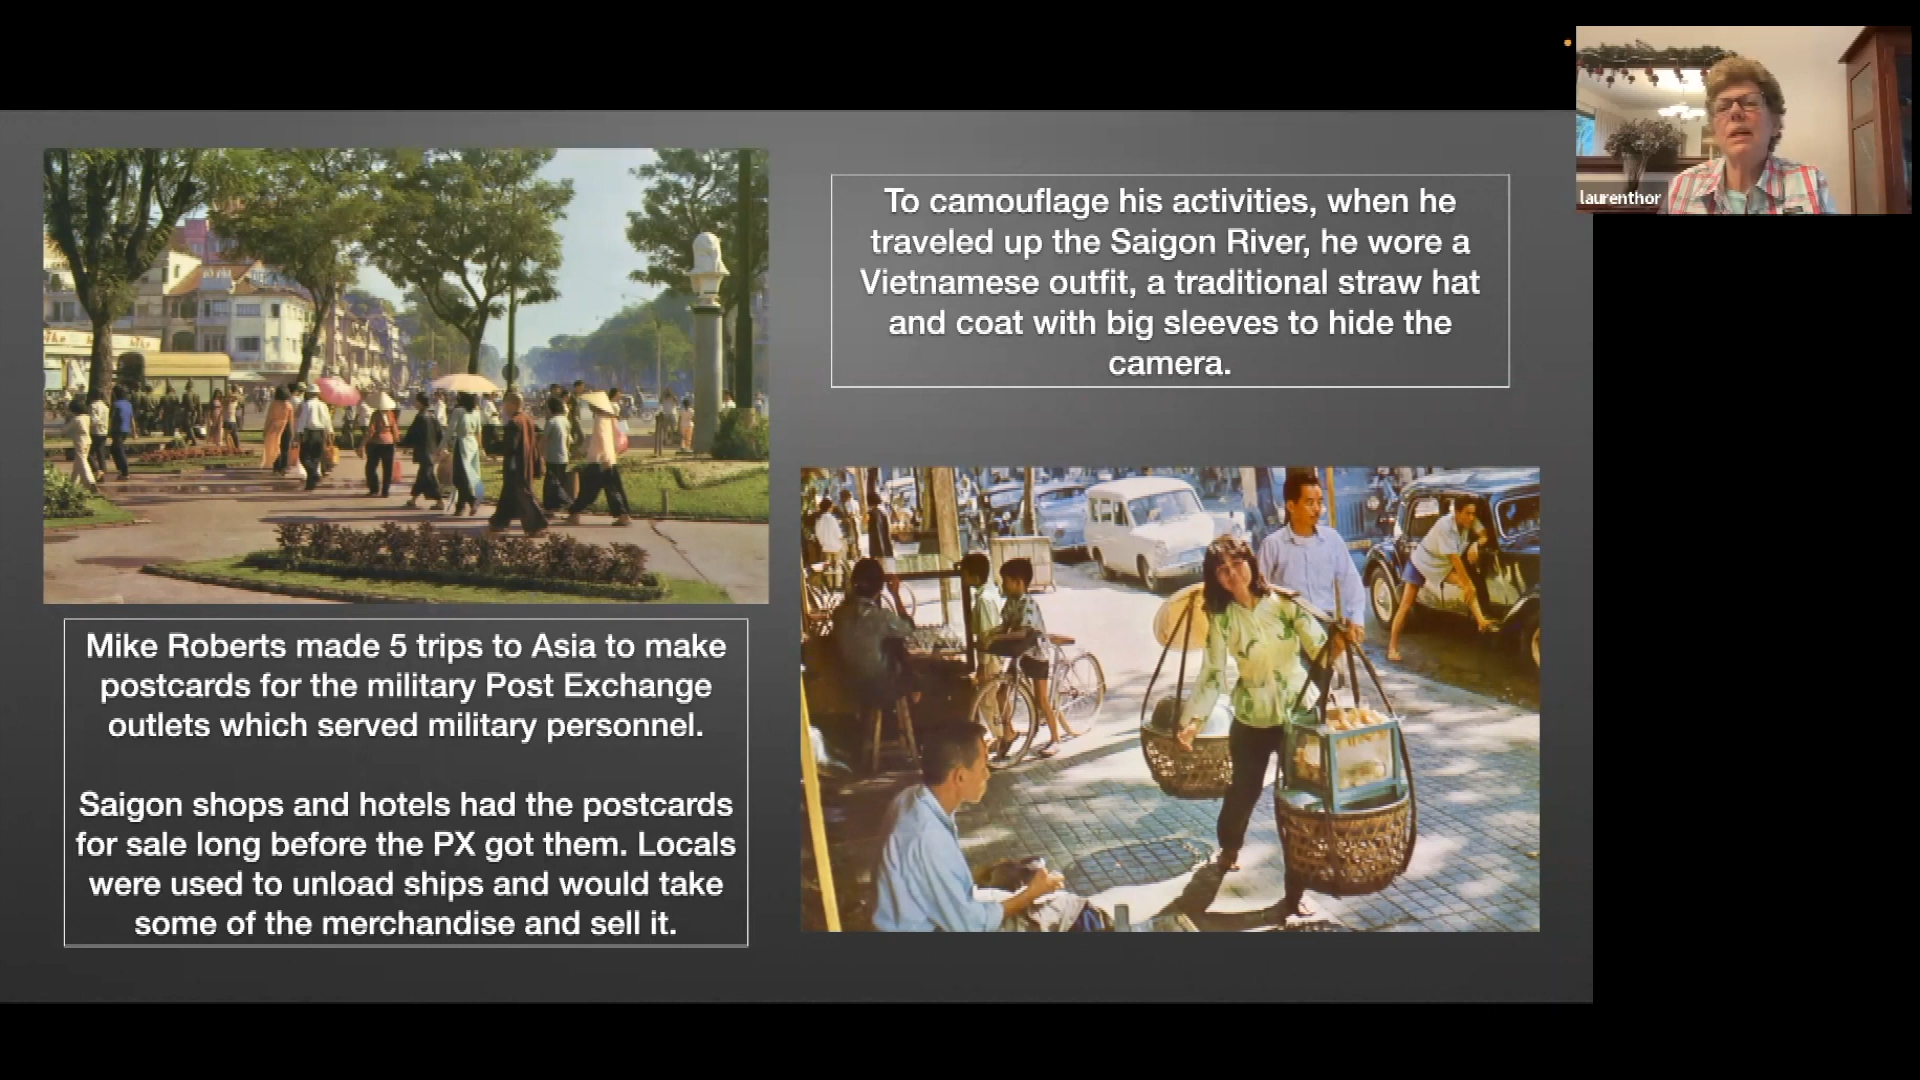 To camouflage his activities, when he
traveled up the Saigon River, he wore a
Vietnamese outfit, a traditional straw hat
and coat with big sleeves to hide the
camera.
Mike Roberts made 5 trips to Asia to make
postcards for the military Post Exchange
outlets which served military personnel.
Saigon shops and hotels had the postcards
for sale long before the PX got them. Locals
were used to unload ships and would take
some of the merchandise and sell it.
laurenthor